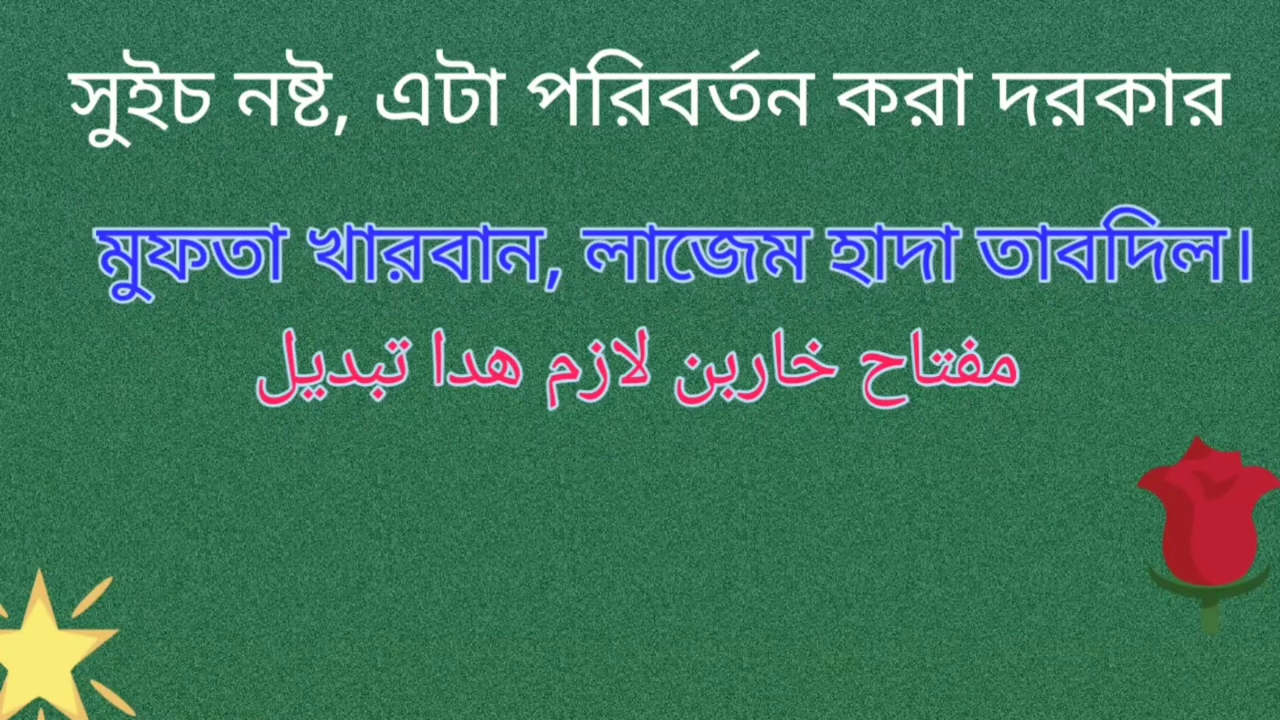 সুইচ নষ্ট, এটা পরিবর্তন করা দরকার
মুফতা খারবান, লাজেম হাদা তাবদিল।
مفتاح خاربن لازم هدا تبديل